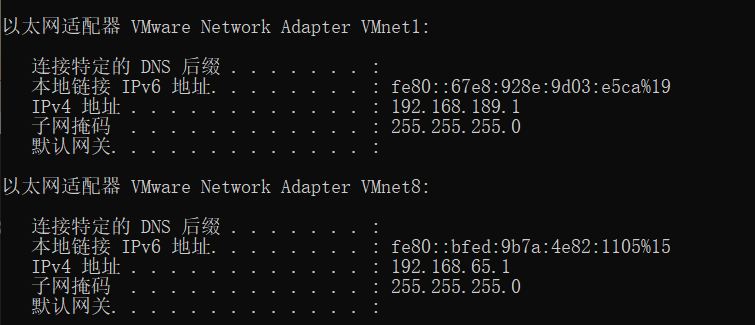 以太网适配器 VMware Network Adapter VMnet1:
连接特定的 DNS 后缀 . . . . . . . :
本地链接 IPv6 地址. . . . . . . . : fe80::67e8:928e:9d03:e5ca%19
IPv4 地址 . . . . . . . . . . . . : 192.168.189.1
子网掩码  . . . . . . . . . . . . : 255.255.255.0
默认网关. . . . . . . . . . . . . :
以太网适配器 VMware Network Adapter VMnet8:
连接特定的 DNS 后缀 . . . . . . . :
本地链接 IPv6 地址. . . . . . . . : fe80::bfed:9b7a:4e82:1105%15
IPv4 地址 . . . . . . . . . . . . : 192.168.65.1
子网掩码  . . . . . . . . . . . . : 255.255.255.0
默认网关. . . . . . . . . . . . . :